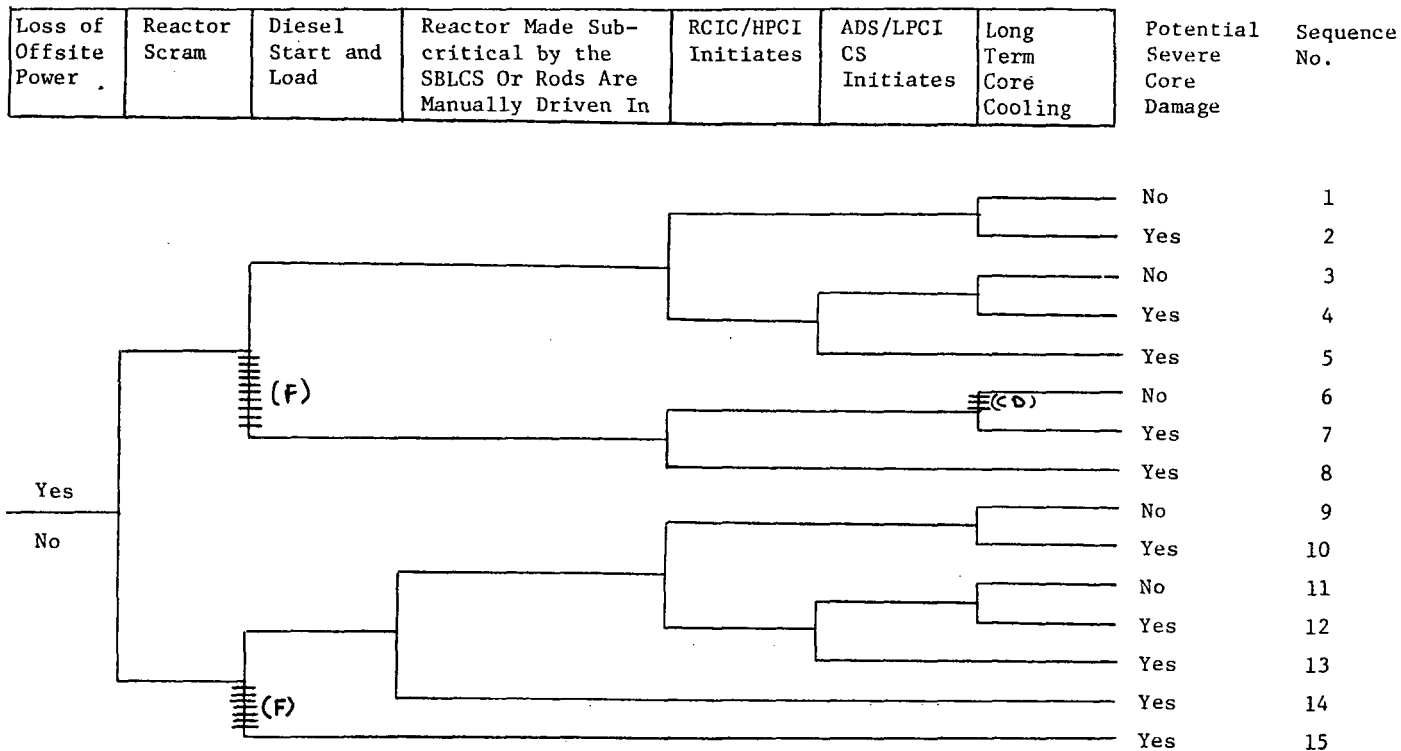 Loss of
Offsite
Power
Reactor
Scram
Diesel
Start and
Load
Reactor Made Sub-
critical by the
SBLCS Or Rods Are
Manually Driven In
RCIC/HPCI
Initiates
ADS/LPCI
CS
Initiates
Long
Term
Core
Cooling
Potential
Severe
Core
Damage
Sequence
No.
No 1
Yes 2
No 3
Yes 4
Yes 5
(F)
No 6
(CD)
Yes 7
Yes 8
Yes
No
No 9
Yes 10
No 11
Yes 12
Yes 13
(F)
Yes 14
Yes 15